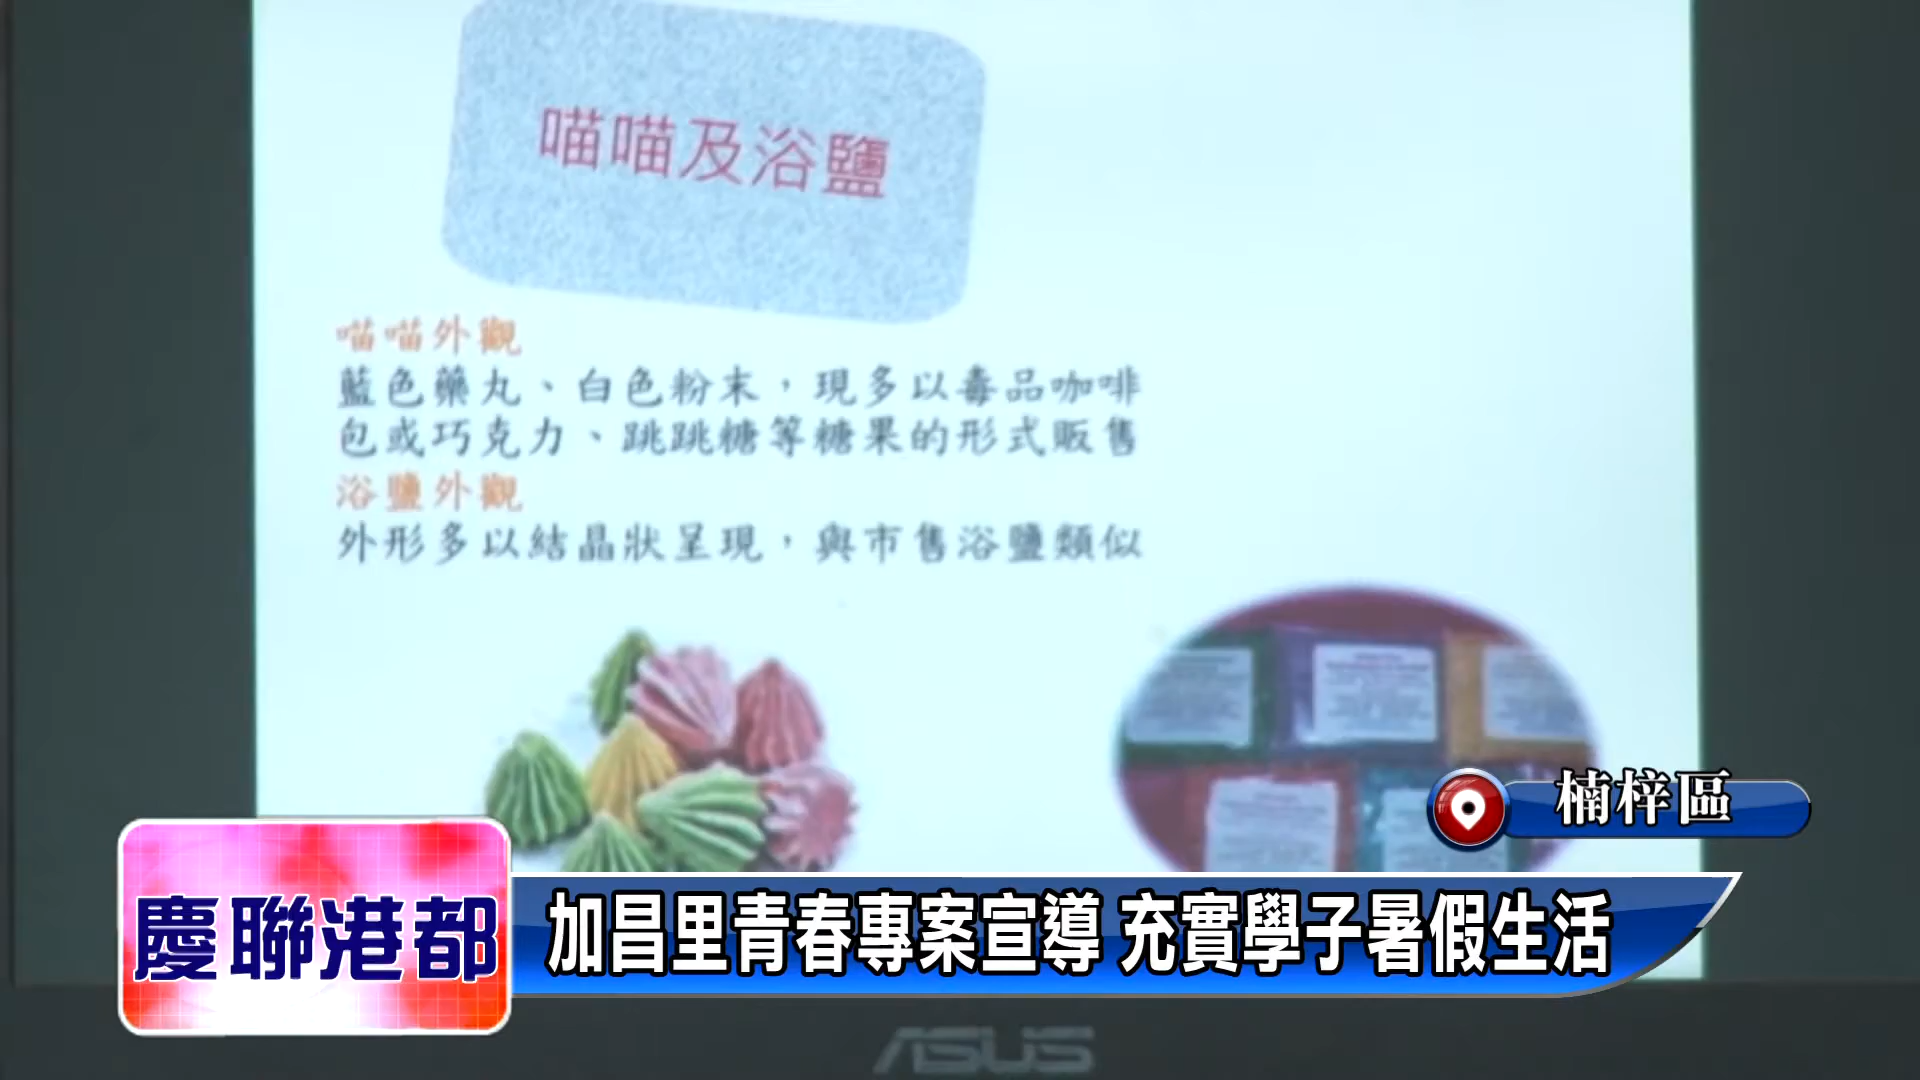 喵喵及浴鹽
喵喵外觀
藍色藥丸、白色粉末，現多以毒品咖啡
包或巧克力、跳跳糖等糖果的形式販售
浴鹽外觀
外形多以結晶狀呈現，與市售浴鹽類似
楠梓區
慶聯港都
加昌里青春專案宣導 充實學子暑假生活
ASUS